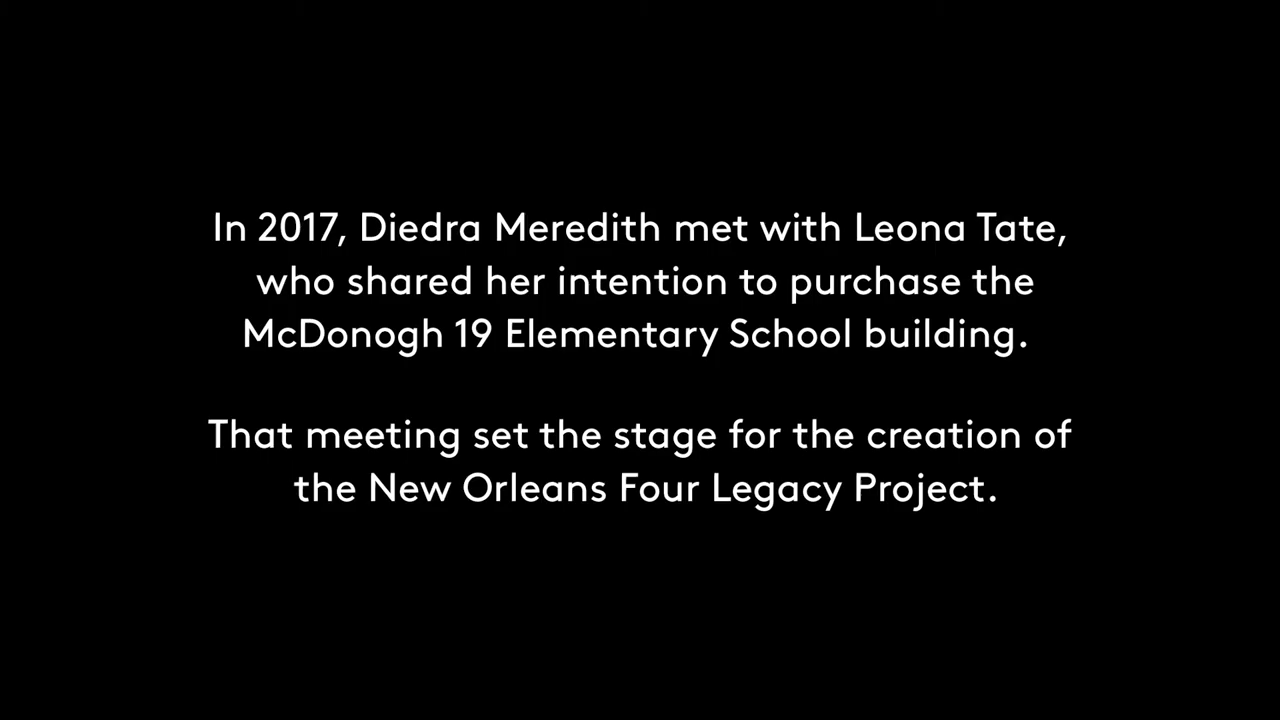 In 2017, Diedra Meredith met with Leona Tate,
who shared her intention to purchase the
McDonogh 19 Elementary School building.
That meeting set the stage for the creation of
the New Orleans Four Legacy Project.